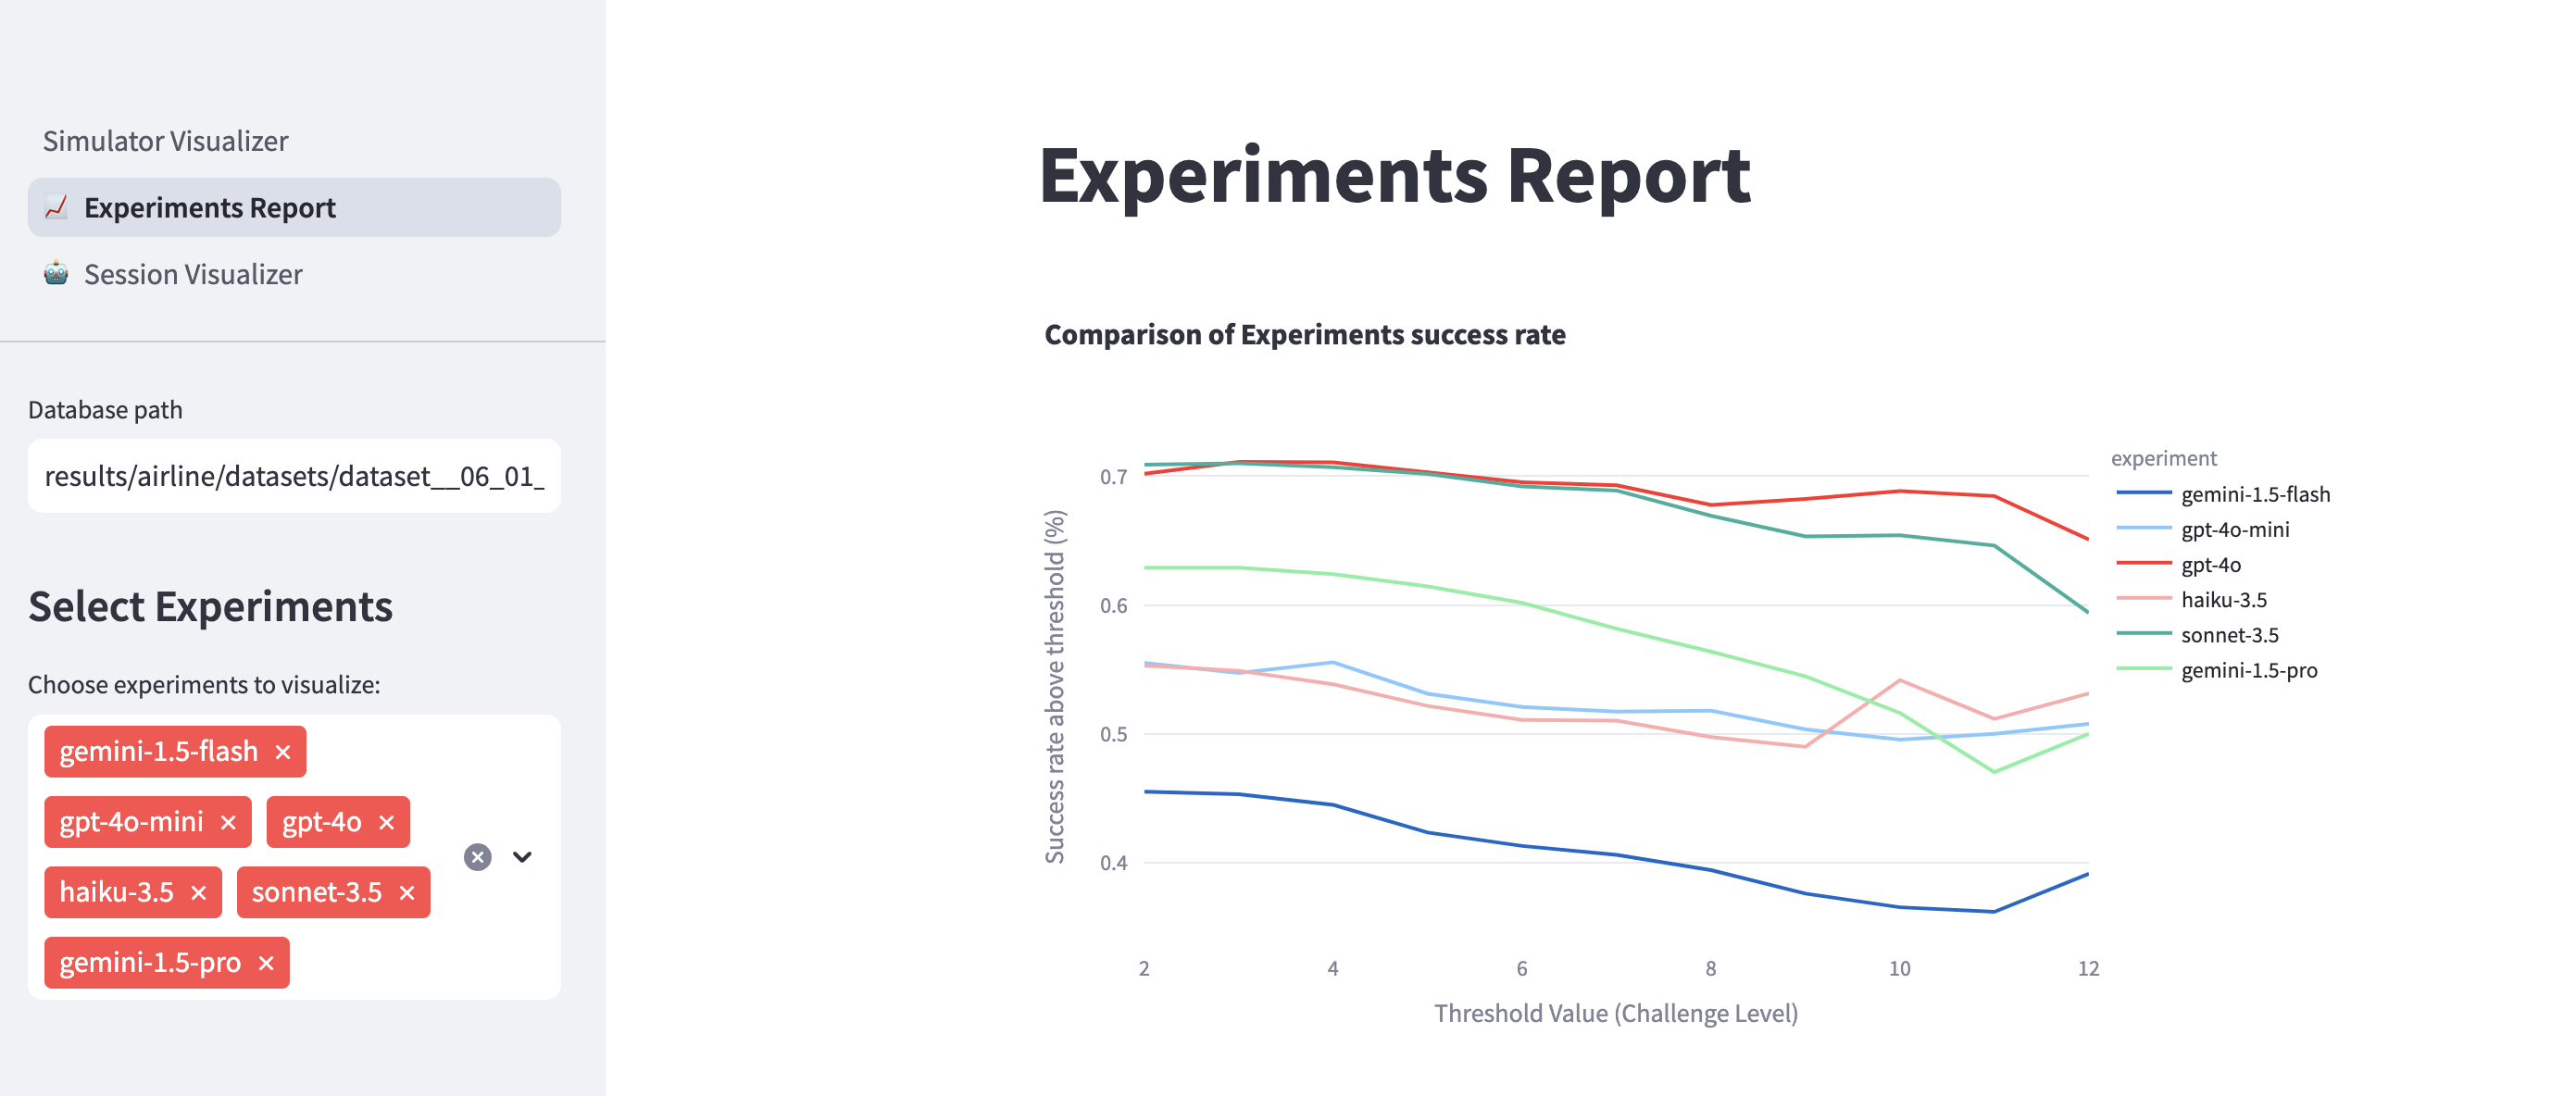 Simulator Visualizer
Experiments Report
Session Visualizer
Database path
results/airline/datasets/dataset__06_01_
Select Experiments
Choose experiments to visualize:
gemini-1.5-flash ×
gpt-4o-mini × gpt-4o ×
haiku-3.5 × sonnet-3.5 ×
gemini-1.5-pro ×
Experiments Report
Comparison of Experiments success rate
Success rate above threshold (%)
0.7
0.6
0.5
0.4
2 4 6 8 10 12
Threshold Value (Challenge Level)
experiment
gemini-1.5-flash
gpt-4o-mini
gpt-4o
haiku-3.5
sonnet-3.5
gemini-1.5-pro